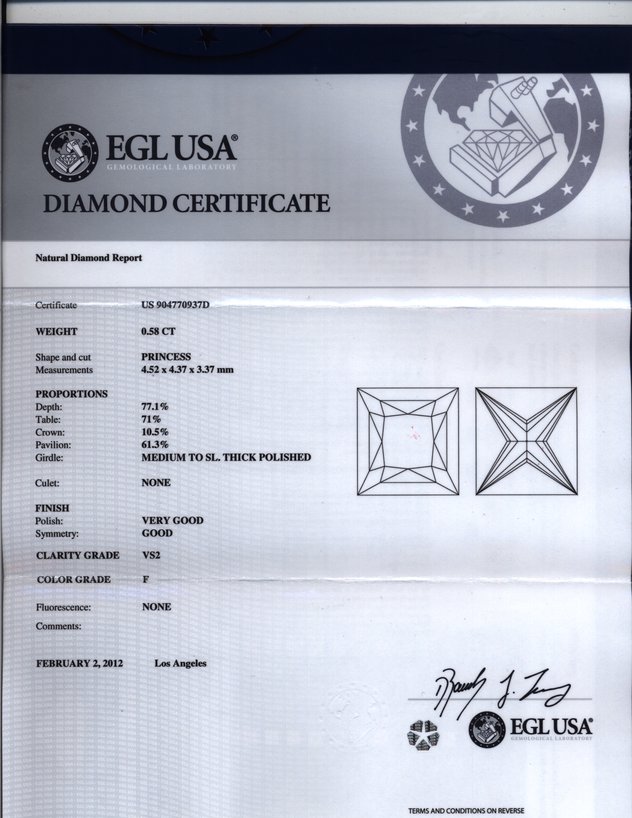 EGL USA®
GEMOLOGICAL LABORATORY
DIAMOND CERTIFICATE
Natural Diamond Report
Certificate US 904770937D
WEIGHT 0.58 CT
Shape and cut PRINCESS
Measurements 4.52 x 4.37 x 3.37 mm
PROPORTIONS
Depth: 77.1%
Table: 71%
Crown: 10.5%
Pavilion: 61.3%
Girdle: MEDIUM TO SL. THICK POLISHED
Culet: NONE
FINISH
Polish: VERY GOOD
Symmetry: GOOD
CLARITY GRADE VS2
COLOR GRADE F
Fluorescence: NONE
Comments:
FEBRUARY 2, 2012 Los Angeles
EGL USA®
GEMOLOGICAL LABORATORY
TERMS AND CONDITIONS ON REVERSE